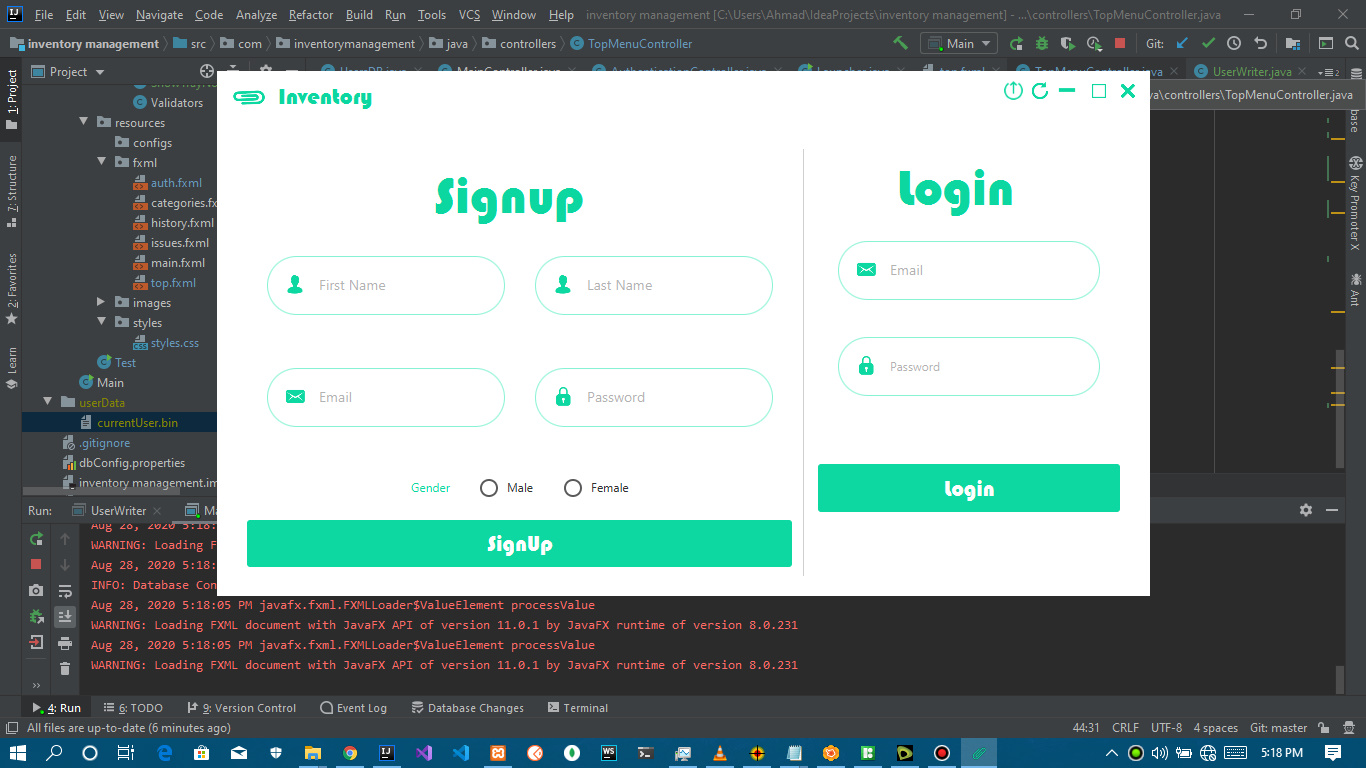 File Edit View Navigate Code Analyze Refactor Build Run Tools VCS Window Help inventory management [C:\Users\Ahmad\IdeaProjects\inventory management] - ...\controllers\TopMenuController.java
inventory management src com inventorymanagement java controllers TopMenuController Main Git:
1: Project
7: Structure
2: Favorites
Learn
Project
MainController.java
TopMenuController.java UserWriter.java
va\controllers\TopMenuController.java
Validators
resources
configs
fxml
auth.fxml
categories.fx
history.fxml
issues.fxml
main.fxml
top.fxml
images
styles
styles.css
Test
Main
userData
currentUser.bin
.gitignore
dbConfig.properties
inventory management.im
Inventory
Signup
First Name
Last Name
Email
Password
Gender Male Female
SignUp
Login
Email
Password
Login
Key Promoter X
Ant
Run: UserWriter Ma
Aug 28, 2020 5:18:
WARNING: Loading F
Aug 28, 2020 5:18:
INFO: Database Con
Aug 28, 2020 5:18:05 PM javafx.fxml.FXMLLoader$ValueElement processValue
WARNING: Loading FXML document with JavaFX API of version 11.0.1 by JavaFX runtime of version 8.0.231
Aug 28, 2020 5:18:05 PM javafx.fxml.FXMLLoader$ValueElement processValue
WARNING: Loading FXML document with JavaFX API of version 11.0.1 by JavaFX runtime of version 8.0.231
4: Run 6: TODO 9: Version Control Event Log Database Changes Terminal
All files are up-to-date (6 minutes ago) 44:31 CRLF UTF-8 4 spaces Git: master
5:18 PM